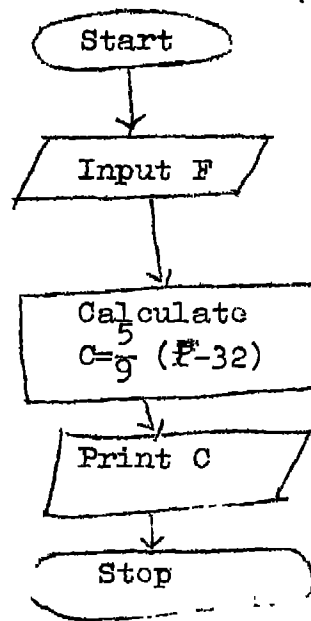 Start
Input F
Calculate
C=5/9 (F-32)
Print C
Stop